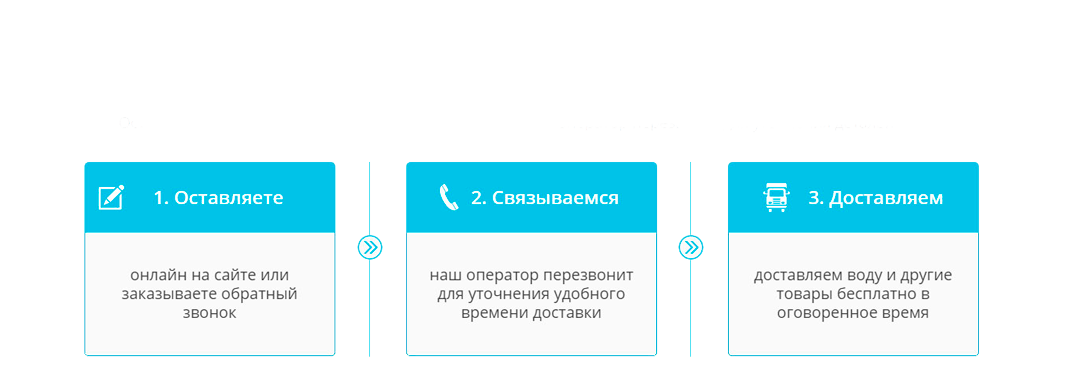 1. Оставляете
онлайн на сайте или
заказываете обратный
звонок
2. Связываемся
наш оператор перезвонит
для уточнения удобного
времени доставки
3. Доставляем
доставляем воду и другие
товары бесплатно в
оговоренное время